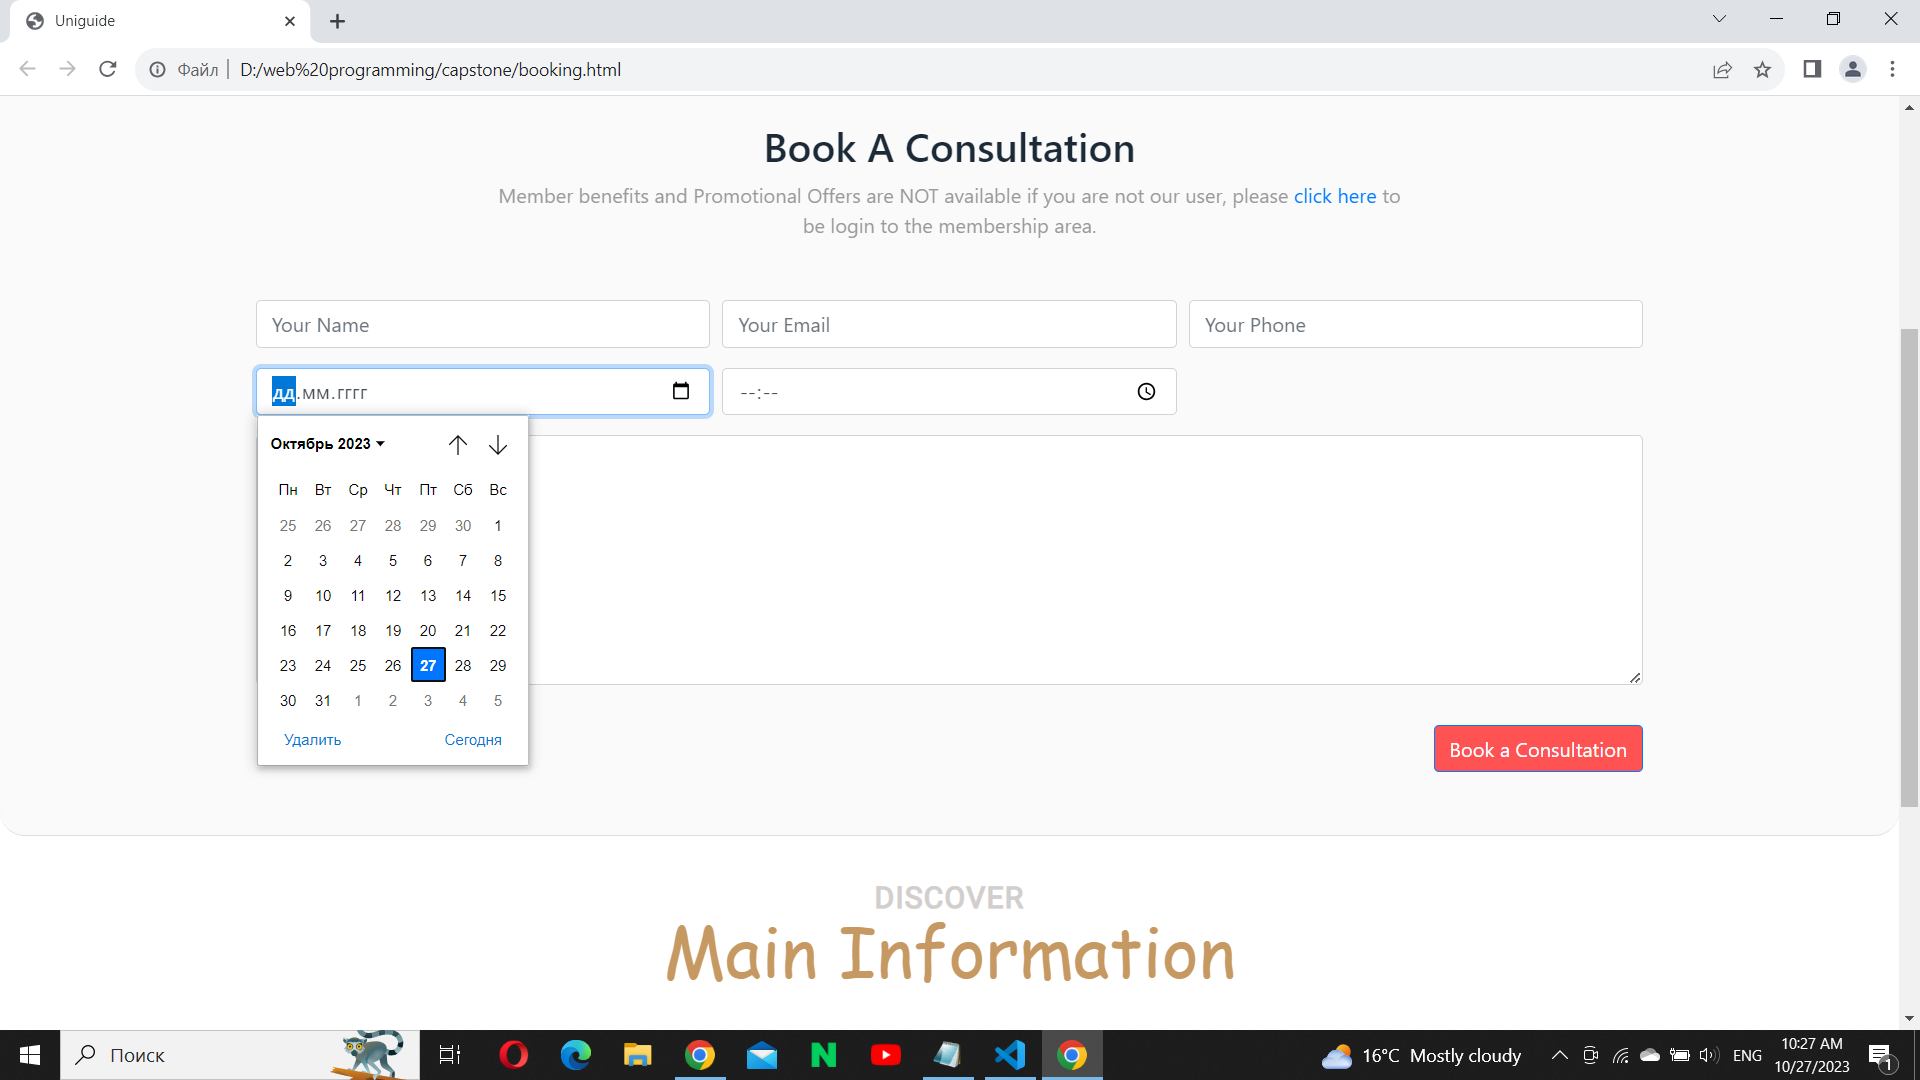 Uniguide
Файл D:/web%20programming/capstone/booking.html
Book A Consultation
Member benefits and Promotional Offers are NOT available if you are not our user, please click here to
be login to the membership area.
Your Name Your Email Your Phone
дд.мм.гггг --:--
Октябрь 2023
Пн Вт Ср Чт Пт Сб Вс
25 26 27 28 29 30 1
2 3 4 5 6 7 8
9 10 11 12 13 14 15
16 17 18 19 20 21 22
23 24 25 26 27 28 29
30 31 1 2 3 4 5
Удалить Сегодня
Book a Consultation
DISCOVER
Main Information
Поиск
16°C Mostly cloudy
ENG
10:27 AM
10/27/2023
1